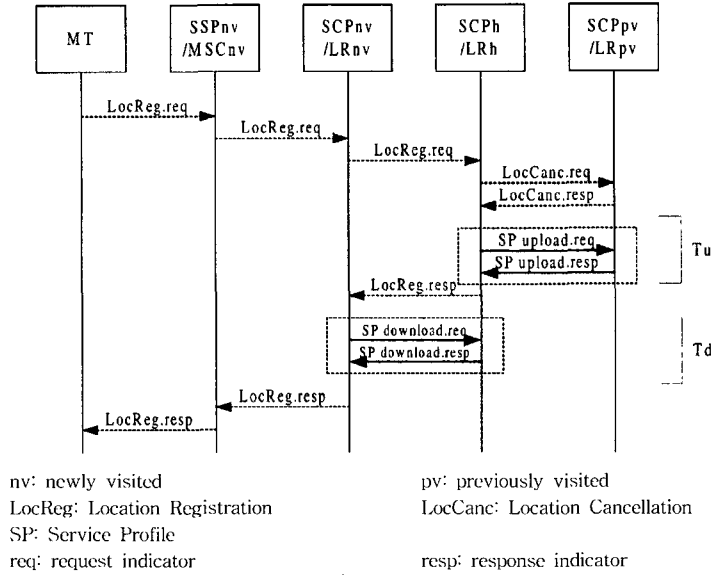 MT
SSPnv
/MSCnv
SCPnv
/LRnv
SCPh
/LRh
SCPpv
/LRpv
LocReg.req
LocReg.req
LocReg.req
LocCanc.req
LocCanc.resp
SP upload.req
SP upload.resp
Tu
LocReg.resp
SP download.req
SP download.resp
Td
LocReg.resp
LocReg.resp
nv: newly visited
pv: previously visited
LocReg: Location Registration
LocCanc: Location Cancellation
SP: Service Profile
req: request indicator
resp: response indicator